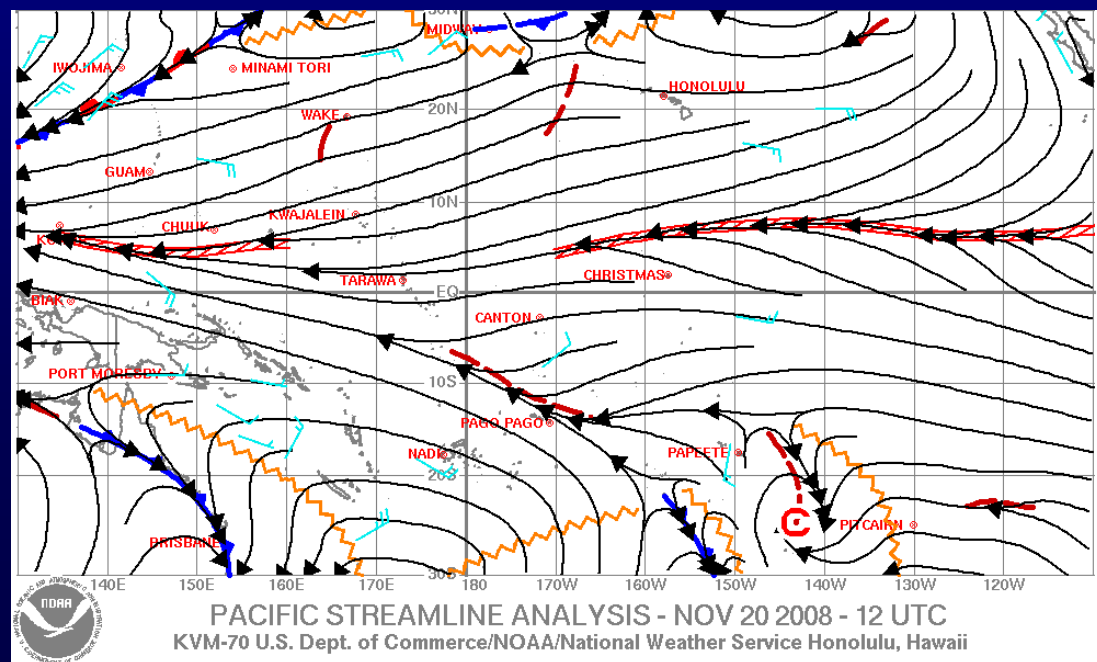 30N
MIDWAY
IWOJIMA
MINAMI TORI
HONOLULU
20N
WAKE
GUAM
10N
KWAJALEIN
CHUUK
TARAWA
CHRISTMAS
EQ
BIAK
CANTON
PORT MORESBY
10S
PAGO PAGO
NADI
PAPEETE
20S
C
PITCAIRN
BRISBANE
30S
140E
150E
160E
170E
180
170W
160W
150W
140W
130W
120W
NOAA
PACIFIC STREAMLINE ANALYSIS - NOV 20 2008 - 12 UTC
KVM-70 U.S. Dept. of Commerce/NOAA/National Weather Service Honolulu, Hawaii